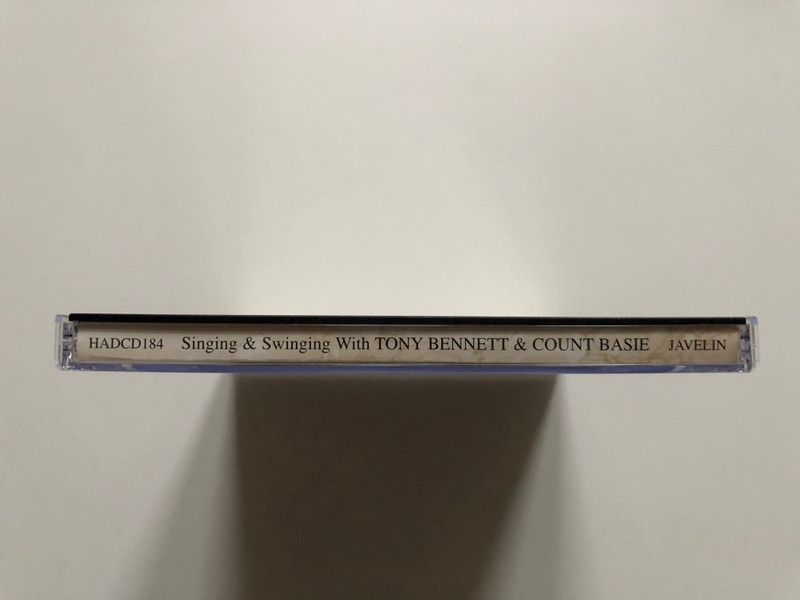 HADCD184 Singing & Swinging With TONY BENNETT & COUNT BASIE JAVELIN